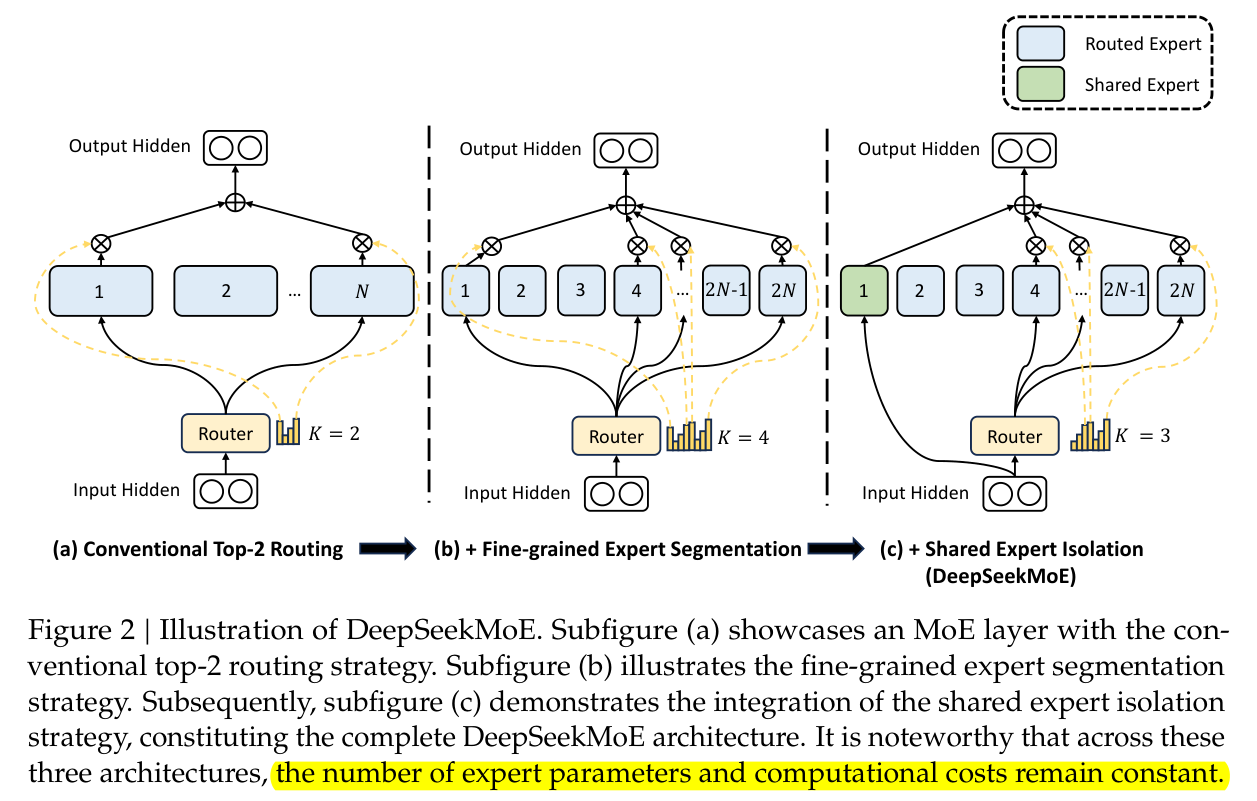 Routed Expert
Shared Expert
Output Hidden
1
2
...
N
Router
K = 2
Input Hidden
(a) Conventional Top-2 Routing
Output Hidden
1
2
3
4
...
2N-1
2N
Router
K = 4
Input Hidden
(b) + Fine-grained Expert Segmentation
Output Hidden
1
2
3
4
...
2N-1
2N
Router
K = 3
Input Hidden
(c) + Shared Expert Isolation
(DeepSeekMoE)
Figure 2 | Illustration of DeepSeekMoE. Subfigure (a) showcases an MoE layer with the con-
ventional top-2 routing strategy. Subfigure (b) illustrates the fine-grained expert segmentation
strategy. Subsequently, subfigure (c) demonstrates the integration of the shared expert isolation
strategy, constituting the complete DeepSeekMoE architecture. It is noteworthy that across these
three architectures, the number of expert parameters and computational costs remain constant.